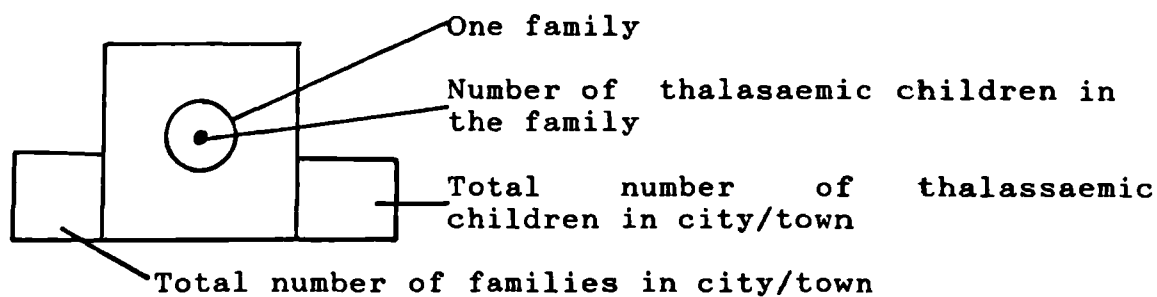 One family
Number of thalasaemic children in
the family
Total number of thalassaemic
children in city/town
Total number of families in city/town